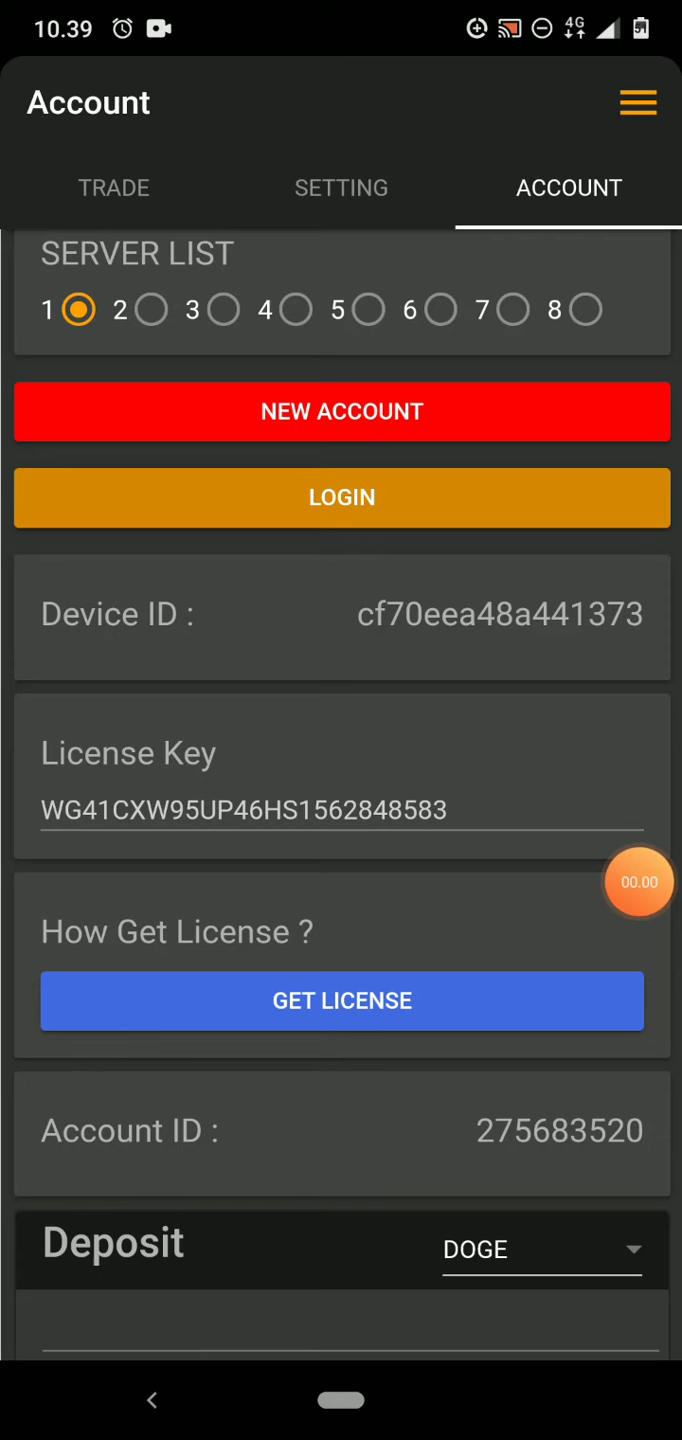 10.39 4G
Account
TRADE SETTING ACCOUNT
SERVER LIST
1 2 3 4 5 6 7 8
NEW ACCOUNT
LOGIN
Device ID : cf70eea48a441373
License Key
WG41CXW95UP46HS1562848583
00.00
How Get License ?
GET LICENSE
Account ID : 275683520
Deposit DOGE